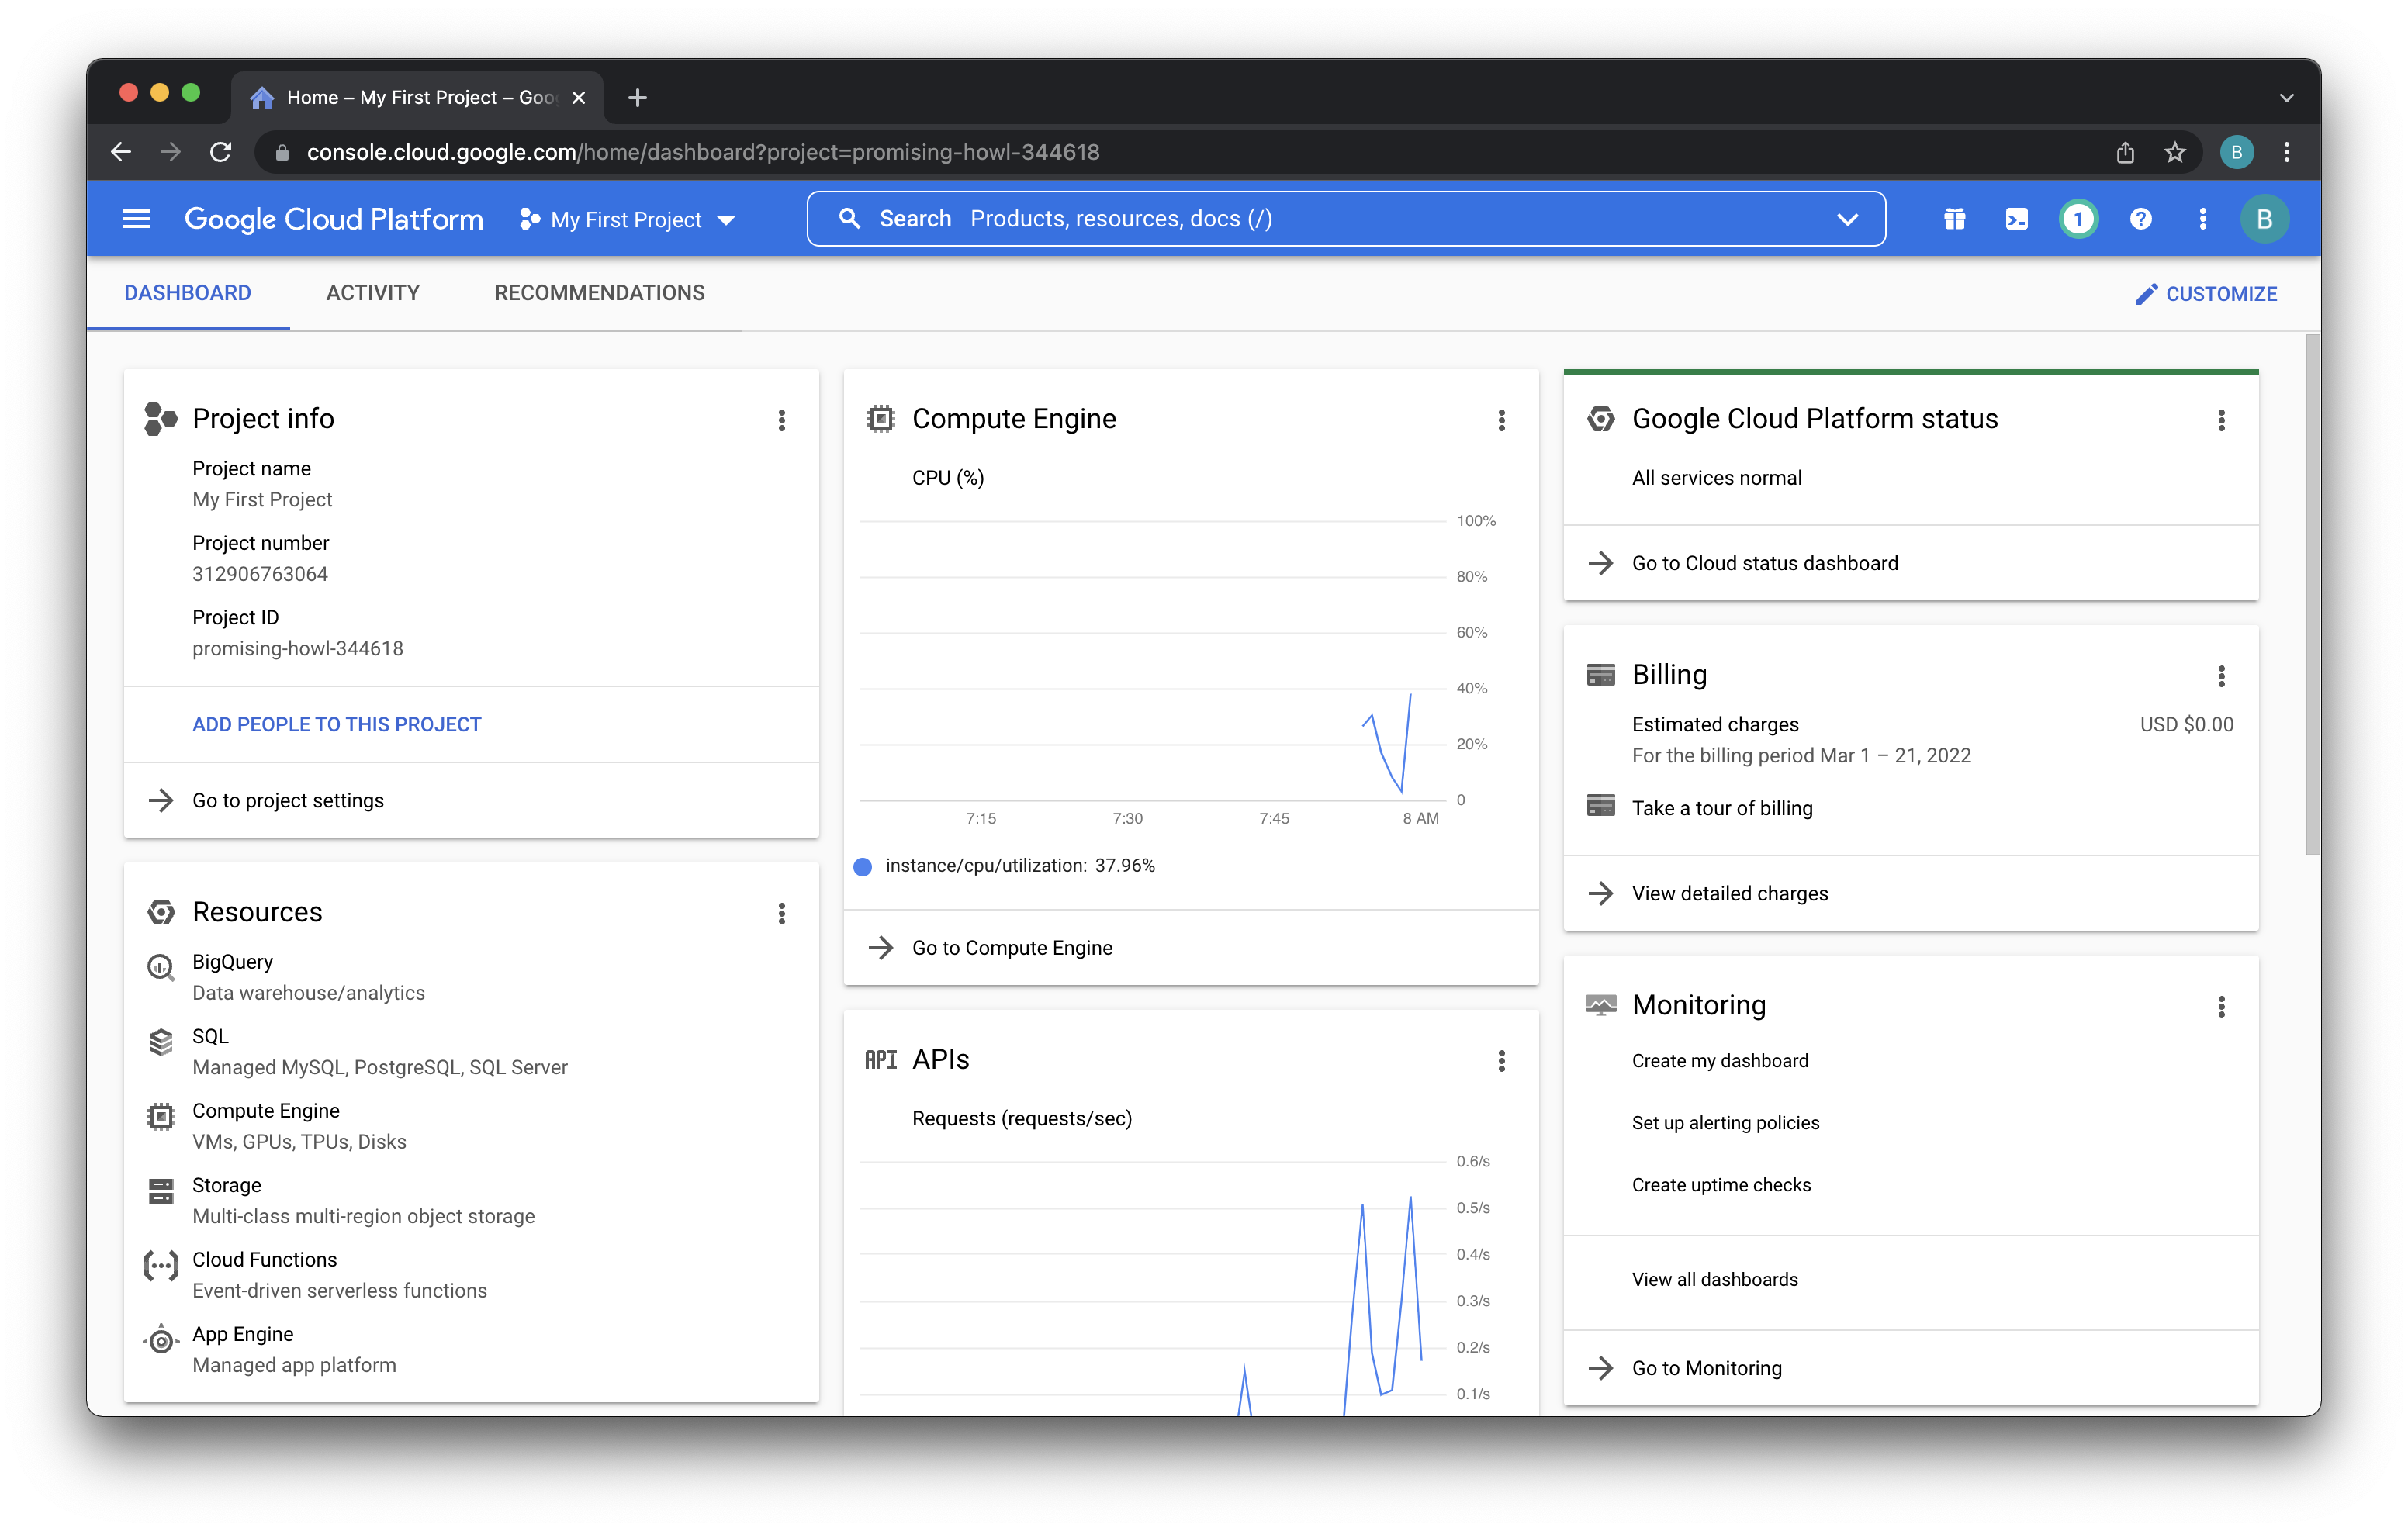 Home – My First Project – Goo
console.cloud.google.com/home/dashboard?project=promising-howl-344618
B
Google Cloud Platform
My First Project
Search Products, resources, docs (/)
1
B
DASHBOARD
ACTIVITY
RECOMMENDATIONS
CUSTOMIZE
Project info
Project name
My First Project
Project number
312906763064
Project ID
promising-howl-344618
ADD PEOPLE TO THIS PROJECT
Go to project settings
Resources
BigQuery
Data warehouse/analytics
SQL
Managed MySQL, PostgreSQL, SQL Server
Compute Engine
VMs, GPUs, TPUs, Disks
Storage
Multi-class multi-region object storage
Cloud Functions
Event-driven serverless functions
App Engine
Managed app platform
Compute Engine
CPU (%)
100%
80%
60%
40%
20%
0
7:15 7:30 7:45 8 AM
instance/cpu/utilization: 37.96%
Go to Compute Engine
API APIs
Requests (requests/sec)
0.6/s
0.5/s
0.4/s
0.3/s
0.2/s
0.1/s
Google Cloud Platform status
All services normal
Go to Cloud status dashboard
Billing
Estimated charges USD $0.00
For the billing period Mar 1 – 21, 2022
Take a tour of billing
View detailed charges
Monitoring
Create my dashboard
Set up alerting policies
Create uptime checks
View all dashboards
Go to Monitoring